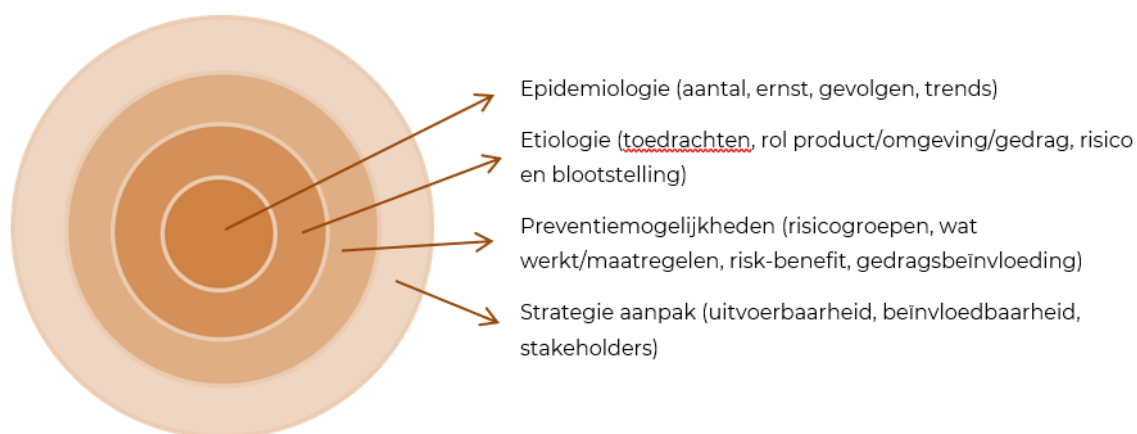 Epidemiologie (aantal, ernst, gevolgen, trends)
Etiologie (toedrachten, rol product/omgeving/gedrag, risico
en blootstelling)
Preventiemogelijkheden (risicogroepen, wat
werkt/maatregelen, risk-benefit, gedragsbeïnvloeding)
Strategie aanpak (uitvoerbaarheid, beïnvloedbaarheid,
stakeholders)